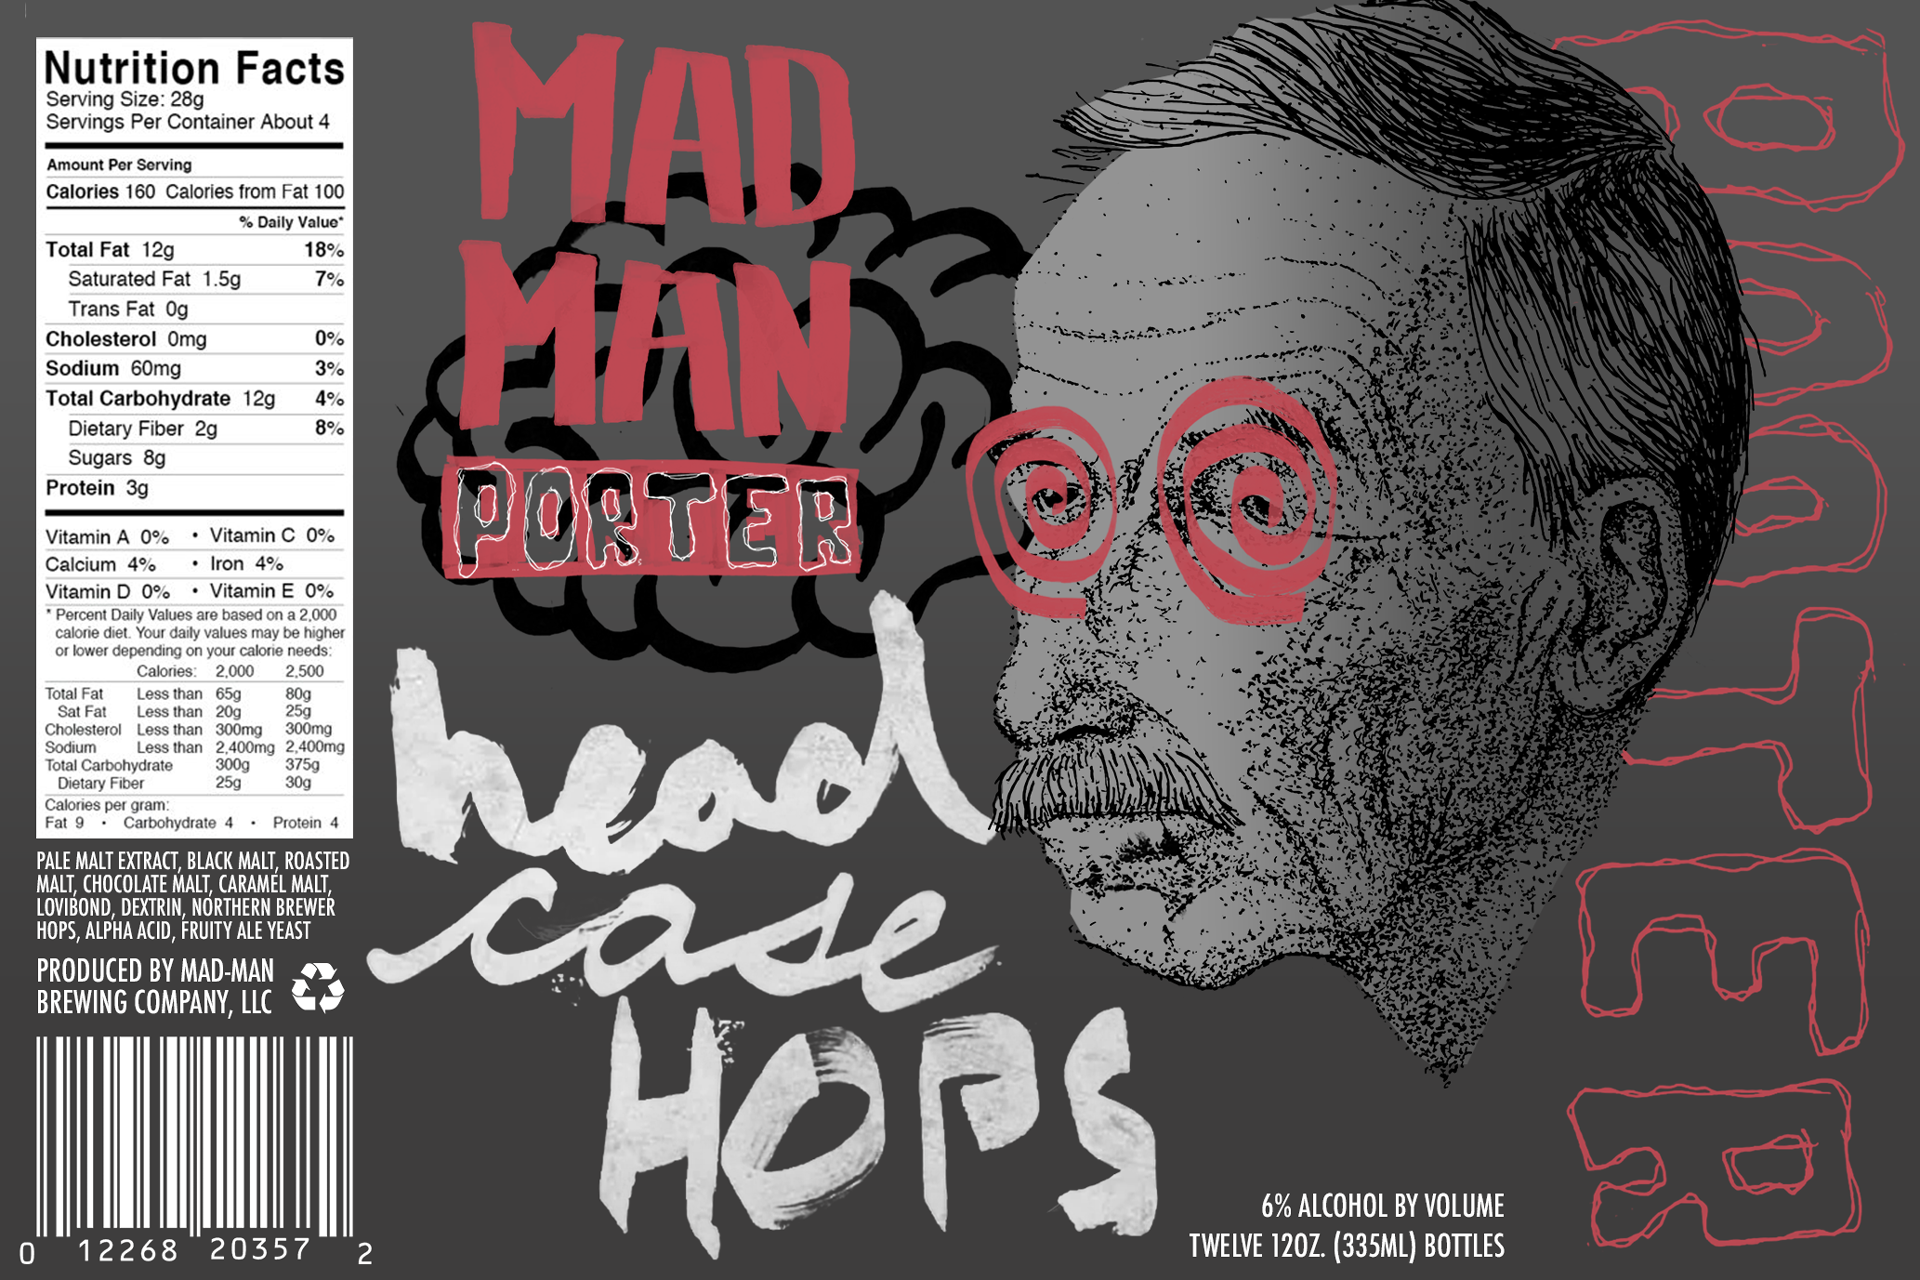 Nutrition Facts
Serving Size: 28g
Servings Per Container About 4
Amount Per Serving
Calories 160 Calories from Fat 100
% Daily Value*
Total Fat 12g 18%
Saturated Fat 1.5g 7%
Trans Fat 0g
Cholesterol 0mg 0%
Sodium 60mg 3%
Total Carbohydrate 12g 4%
Dietary Fiber 2g 8%
Sugars 8g
Protein 3g
Vitamin A 0% • Vitamin C 0%
Calcium 4% • Iron 4%
Vitamin D 0% • Vitamin E 0%
* Percent Daily Values are based on a 2,000
calorie diet. Your daily values may be higher
or lower depending on your calorie needs:
Calories: 2,000 2,500
Total Fat Less than 65g 80g
Sat Fat Less than 20g 25g
Cholesterol Less than 300mg 300mg
Sodium Less than 2,400mg 2,400mg
Total Carbohydrate 300g 375g
Dietary Fiber 25g 30g
Calories per gram:
Fat 9 • Carbohydrate 4 • Protein 4
PALE MALT EXTRACT, BLACK MALT, ROASTED
MALT, CHOCOLATE MALT, CARAMEL MALT,
LOVIBOND, DEXTRIN, NORTHERN BREWER
HOPS, ALPHA ACID, FRUITY ALE YEAST
PRODUCED BY MAD-MAN
BREWING COMPANY, LLC
0 12268 20357 2
MAD
MAN
PORTER
head
case
HOPS
6% ALCOHOL BY VOLUME
TWELVE 12OZ. (335ML) BOTTLES